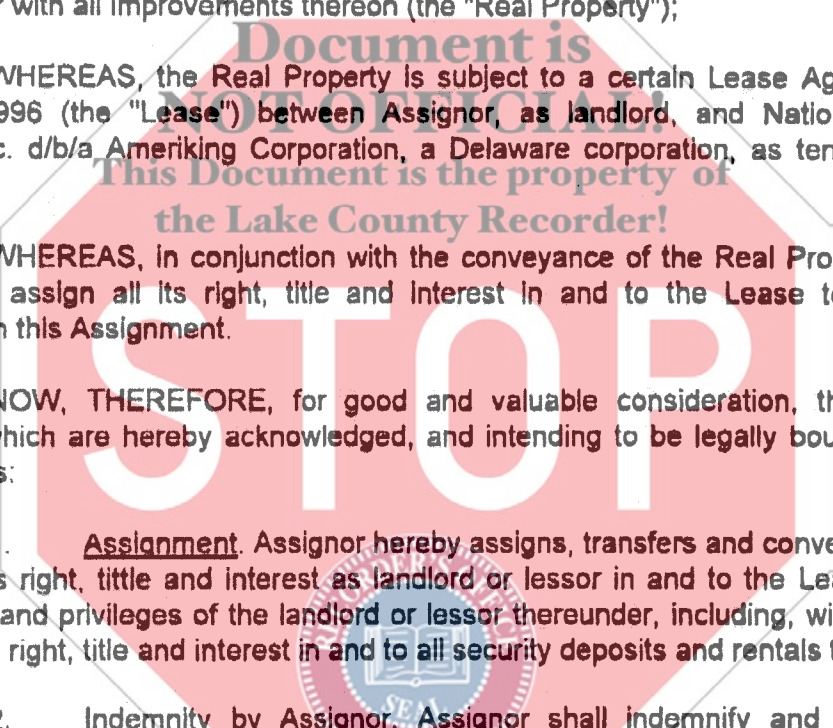 with all improvements thereon (the "Real Property");
Document is
WHEREAS, the Real Property is subject to a certain Lease Ag
996 (the "Lease") between Assignor, as landlord, and Natio
NOT OFFICIAL!
c. d/b/a Ameriking Corporation, a Delaware corporation, as ten
This Document is the property of
the Lake County Recorder!
WHEREAS, in conjunction with the conveyance of the Real Pro
assign all its right, title and interest in and to the Lease t
n this Assignment.
STOP
NOW, THEREFORE, for good and valuable consideration, th
which are hereby acknowledged, and intending to be legally bou
s:
. Assignment. Assignor hereby assigns, transfers and conve
s right, tittle and interest as landlord or lessor in and to the Lea
and privileges of the landlord or lessor thereunder, including, wi
right, title and interest in and to all security deposits and rentals t
RECORDER'S OFFICE
SEAL
2. Indemnity by Assignor. Assignor shall indemnify and